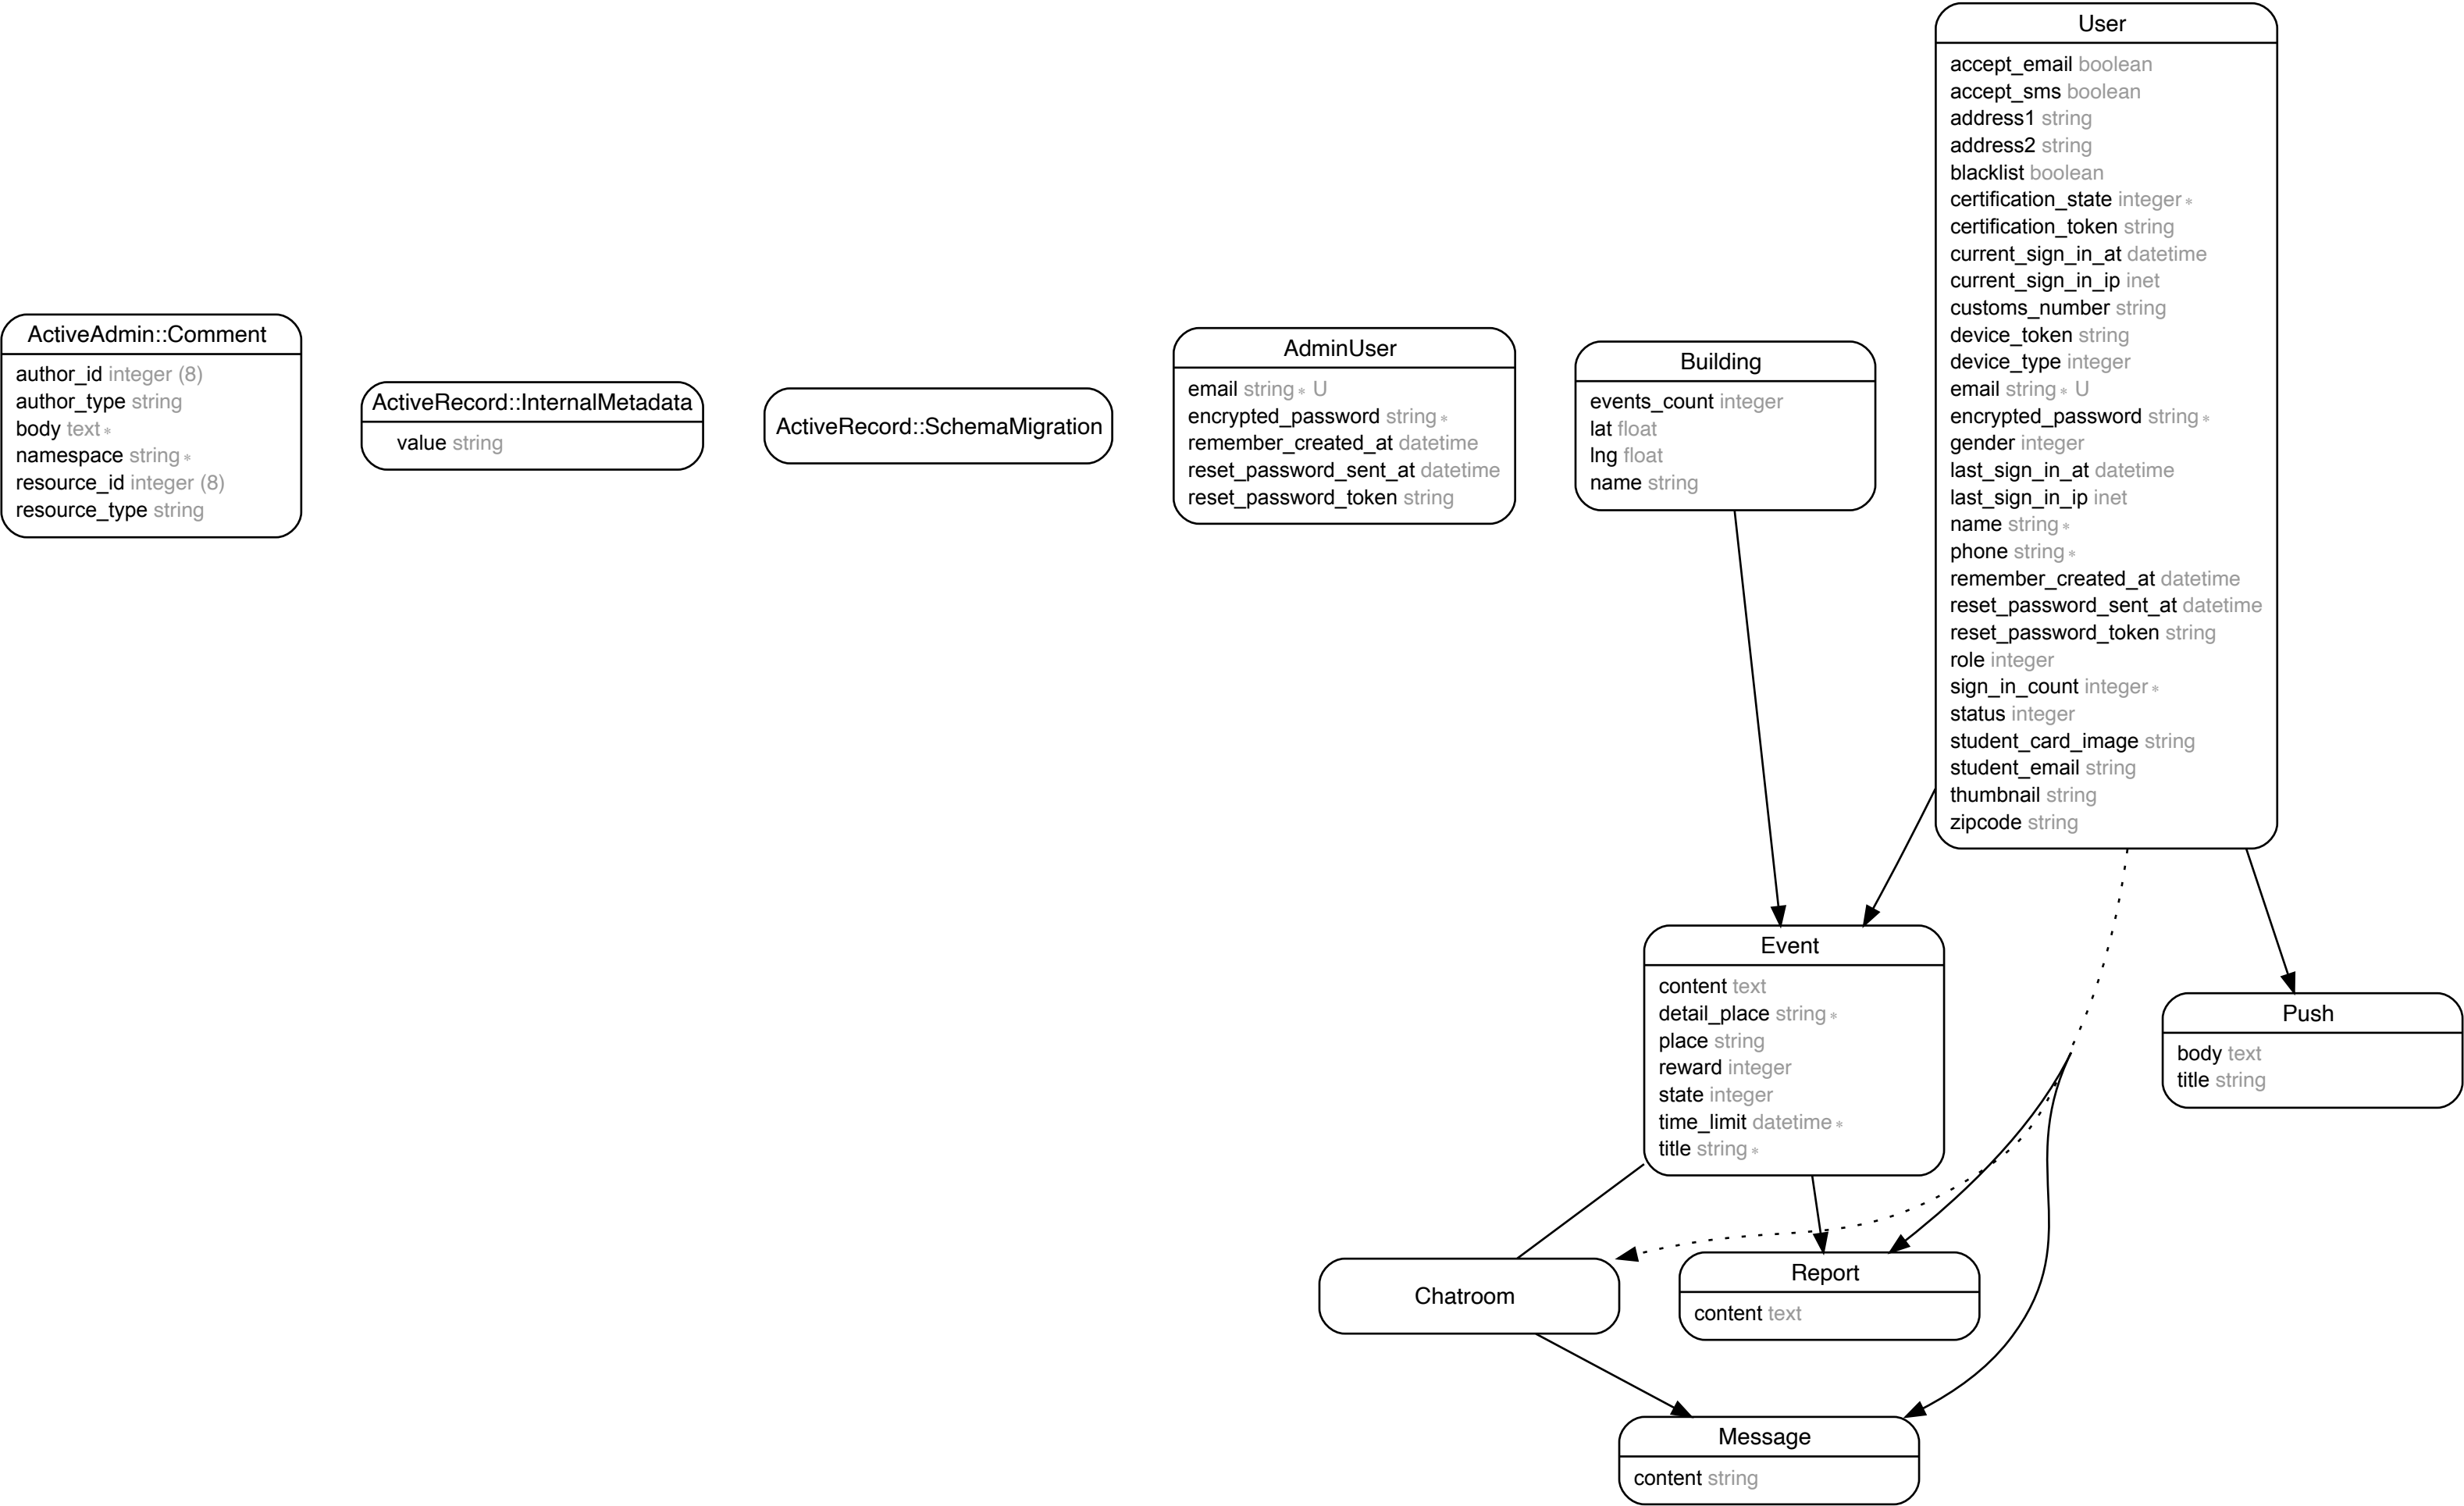 ActiveAdmin::Comment
author_id integer (8)
author_type string
body text *
namespace string *
resource_id integer (8)
resource_type string
ActiveRecord::InternalMetadata
value string
ActiveRecord::SchemaMigration
AdminUser
email string * U
encrypted_password string *
remember_created_at datetime
reset_password_sent_at datetime
reset_password_token string
Building
events_count integer
lat float
lng float
name string
User
accept_email boolean
accept_sms boolean
address1 string
address2 string
blacklist boolean
certification_state integer *
certification_token string
current_sign_in_at datetime
current_sign_in_ip inet
customs_number string
device_token string
device_type integer
email string * U
encrypted_password string *
gender integer
last_sign_in_at datetime
last_sign_in_ip inet
name string *
phone string *
remember_created_at datetime
reset_password_sent_at datetime
reset_password_token string
role integer
sign_in_count integer *
status integer
student_card_image string
student_email string
thumbnail string
zipcode string
Event
content text
detail_place string *
place string
reward integer
state integer
time_limit datetime *
title string *
Push
body text
title string
Chatroom
Report
content text
Message
content string